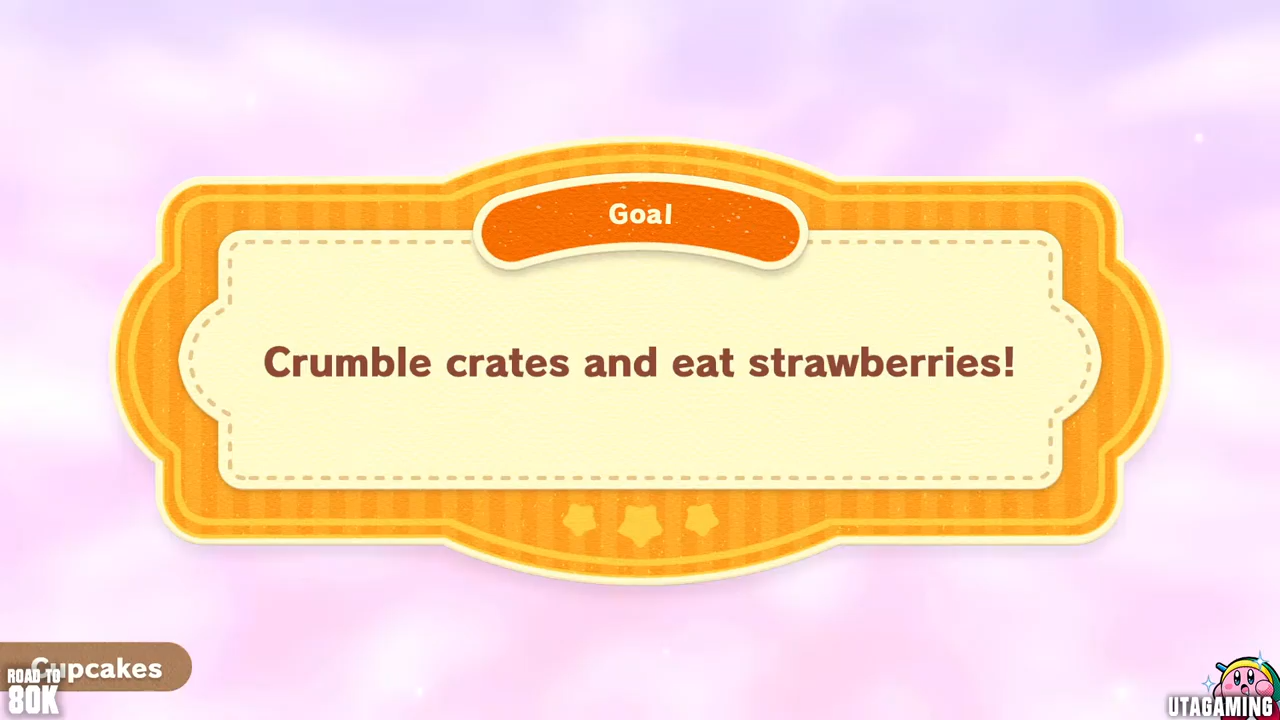 Goal
Crumble crates and eat strawberries!
Cupcakes
ROAD TO
80K
UTAGAMING